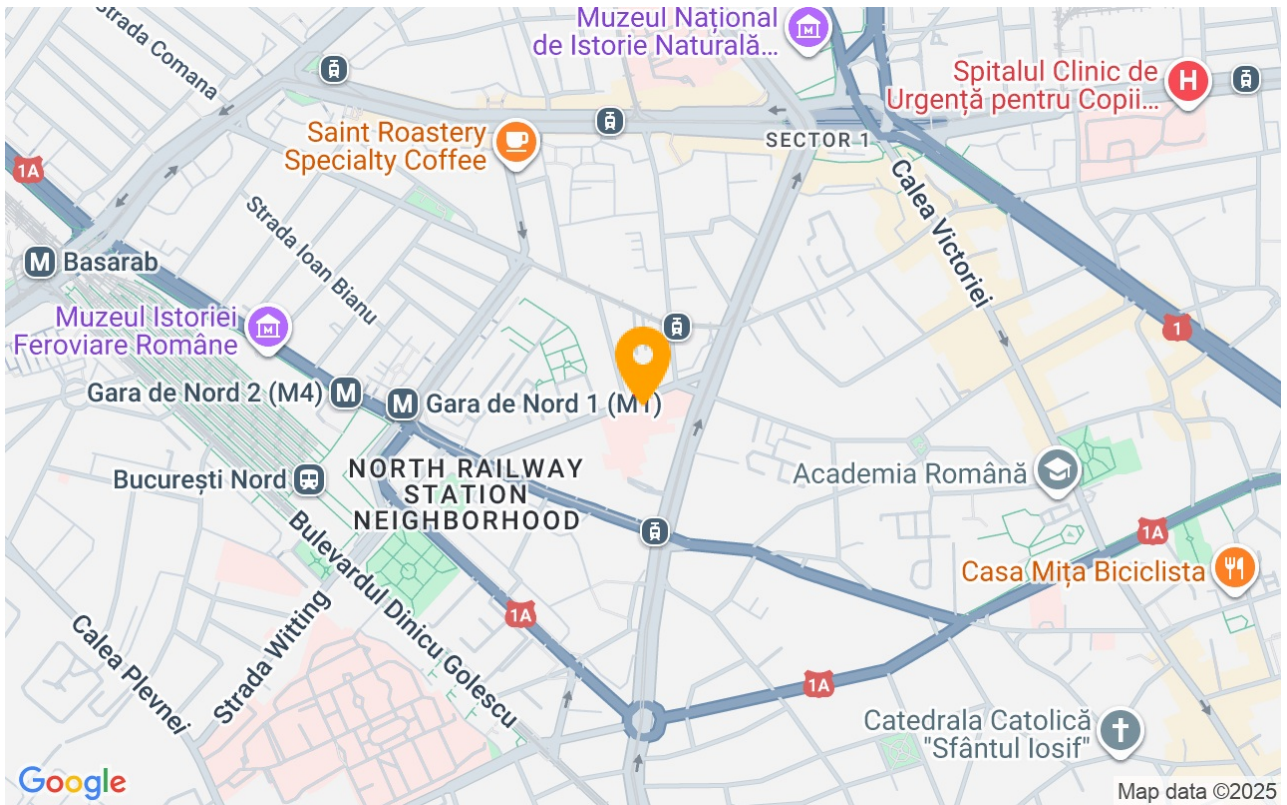 Muzeul Național
de Istorie Naturală...
Strada Comana
Spitalul Clinic de
Urgență pentru Copii...
H
Saint Roastery
Specialty Coffee
SECTOR 1
1A
Calea Victoriei
Strada Ioan Bianu
M Basarab
Muzeul Istoriei
Feroviare Române
1
Gara de Nord 2 (M4) M
M Gara de Nord 1 (M1)
București Nord
NORTH RAILWAY
STATION
NEIGHBORHOOD
Academia Română
1A
Casa Mița Biciclista
Bulevardul Dinicu Golescu
1A
Strada Witting
Calea Plevnei
1A
Catedrala Catolică
"Sfântul Iosif"
Google
Map data ©2025